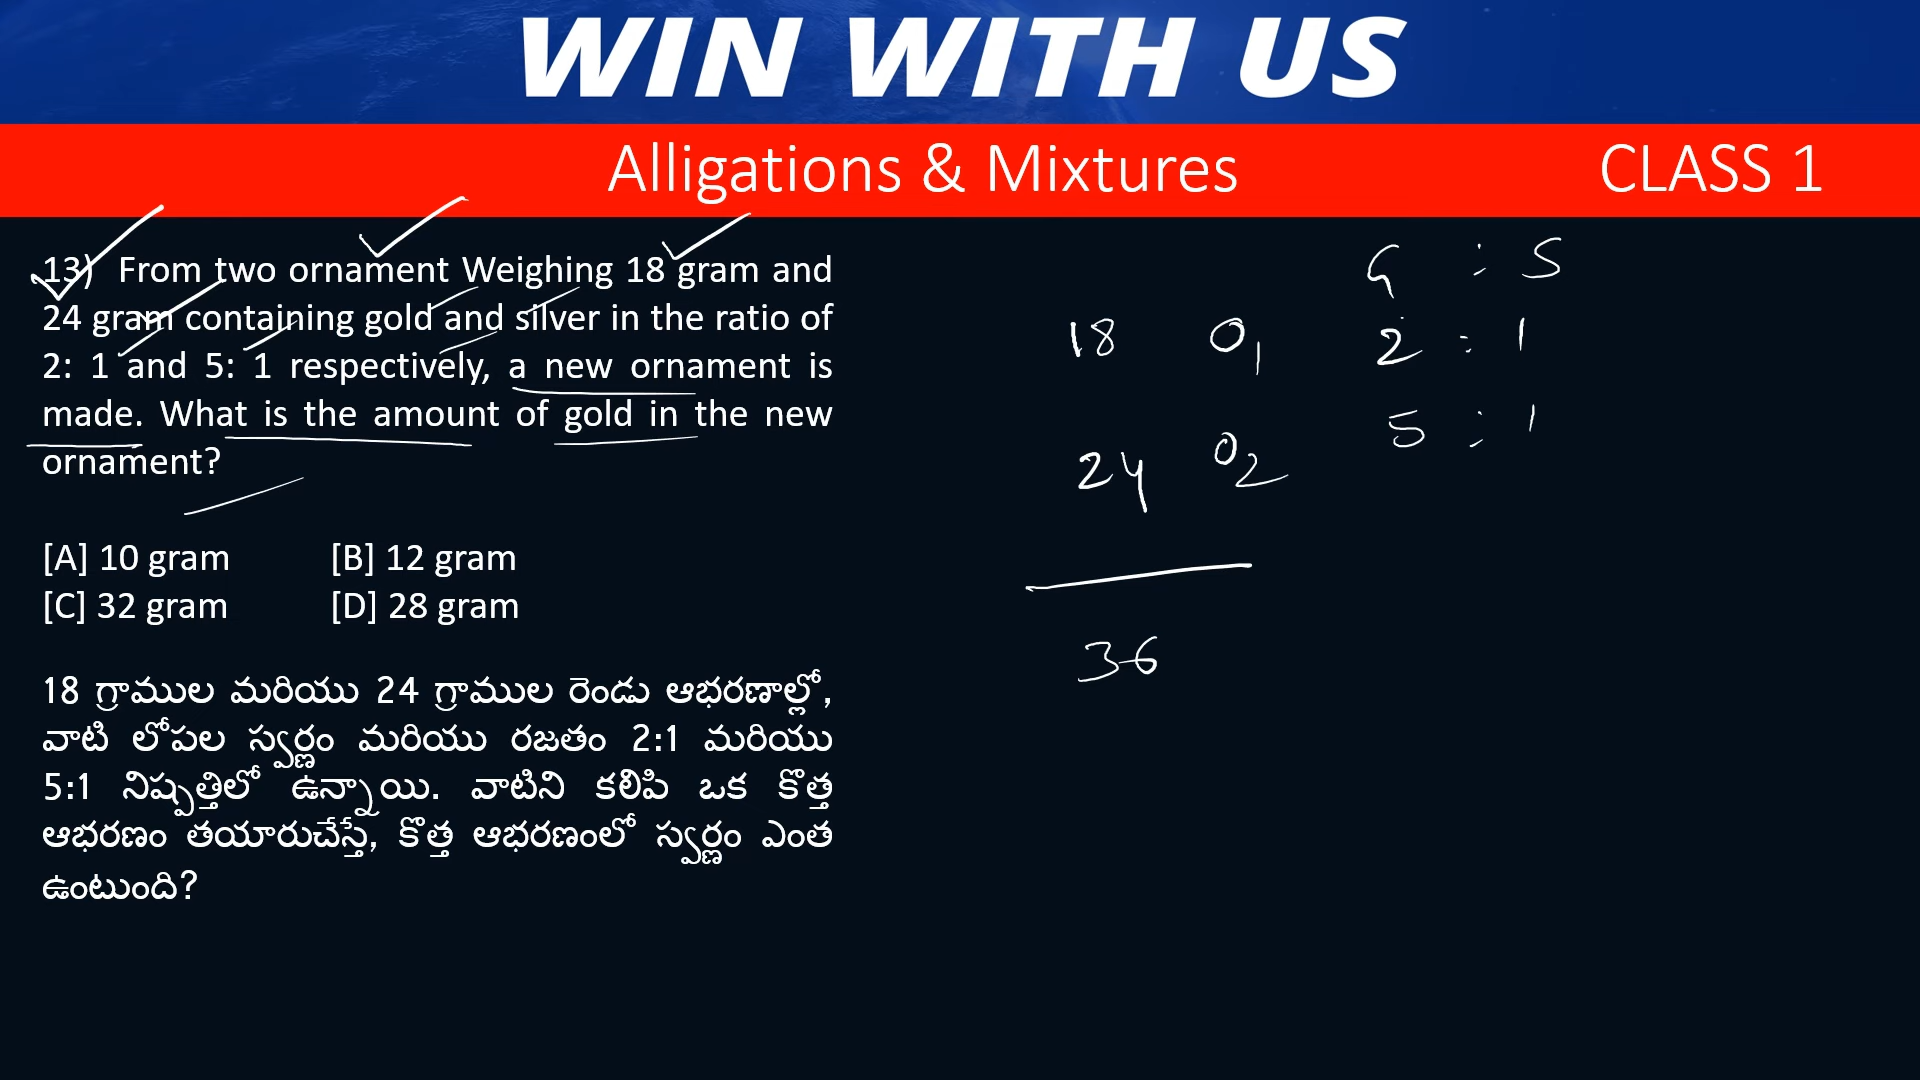 WIN WITH US
Alligations & Mixtures
CLASS 1
13) From two ornament Weighing 18 gram and
24 gram containing gold and silver in the ratio of
2: 1 and 5: 1 respectively, a new ornament is
made. What is the amount of gold in the new
ornament?
[A] 10 gram [B] 12 gram
[C] 32 gram [D] 28 gram
18 గ్రాముల మరియు 24 గ్రాముల రెండు ఆభరణాల్లో,
వాటి లోపల స్వర్ణం మరియు రజతం 2:1 మరియు
5:1 నిష్పత్తిలో ఉన్నాయి. వాటిని కలిపి ఒక కొత్త
ఆభరణం తయారుచేస్తే, కొత్త ఆభరణంలో స్వర్ణం ఎంత
ఉంటుంది?
G : S
18 O1 2 : 1
24 O2 5 : 1
36